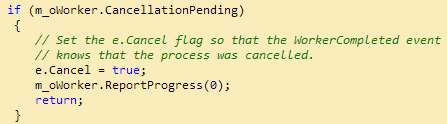 if (m_oWorker.CancellationPending)
{
// Set the e.Cancel flag so that the WorkerCompleted event
// knows that the process was cancelled.
e.Cancel = true;
m_oWorker.ReportProgress(0);
return;
}